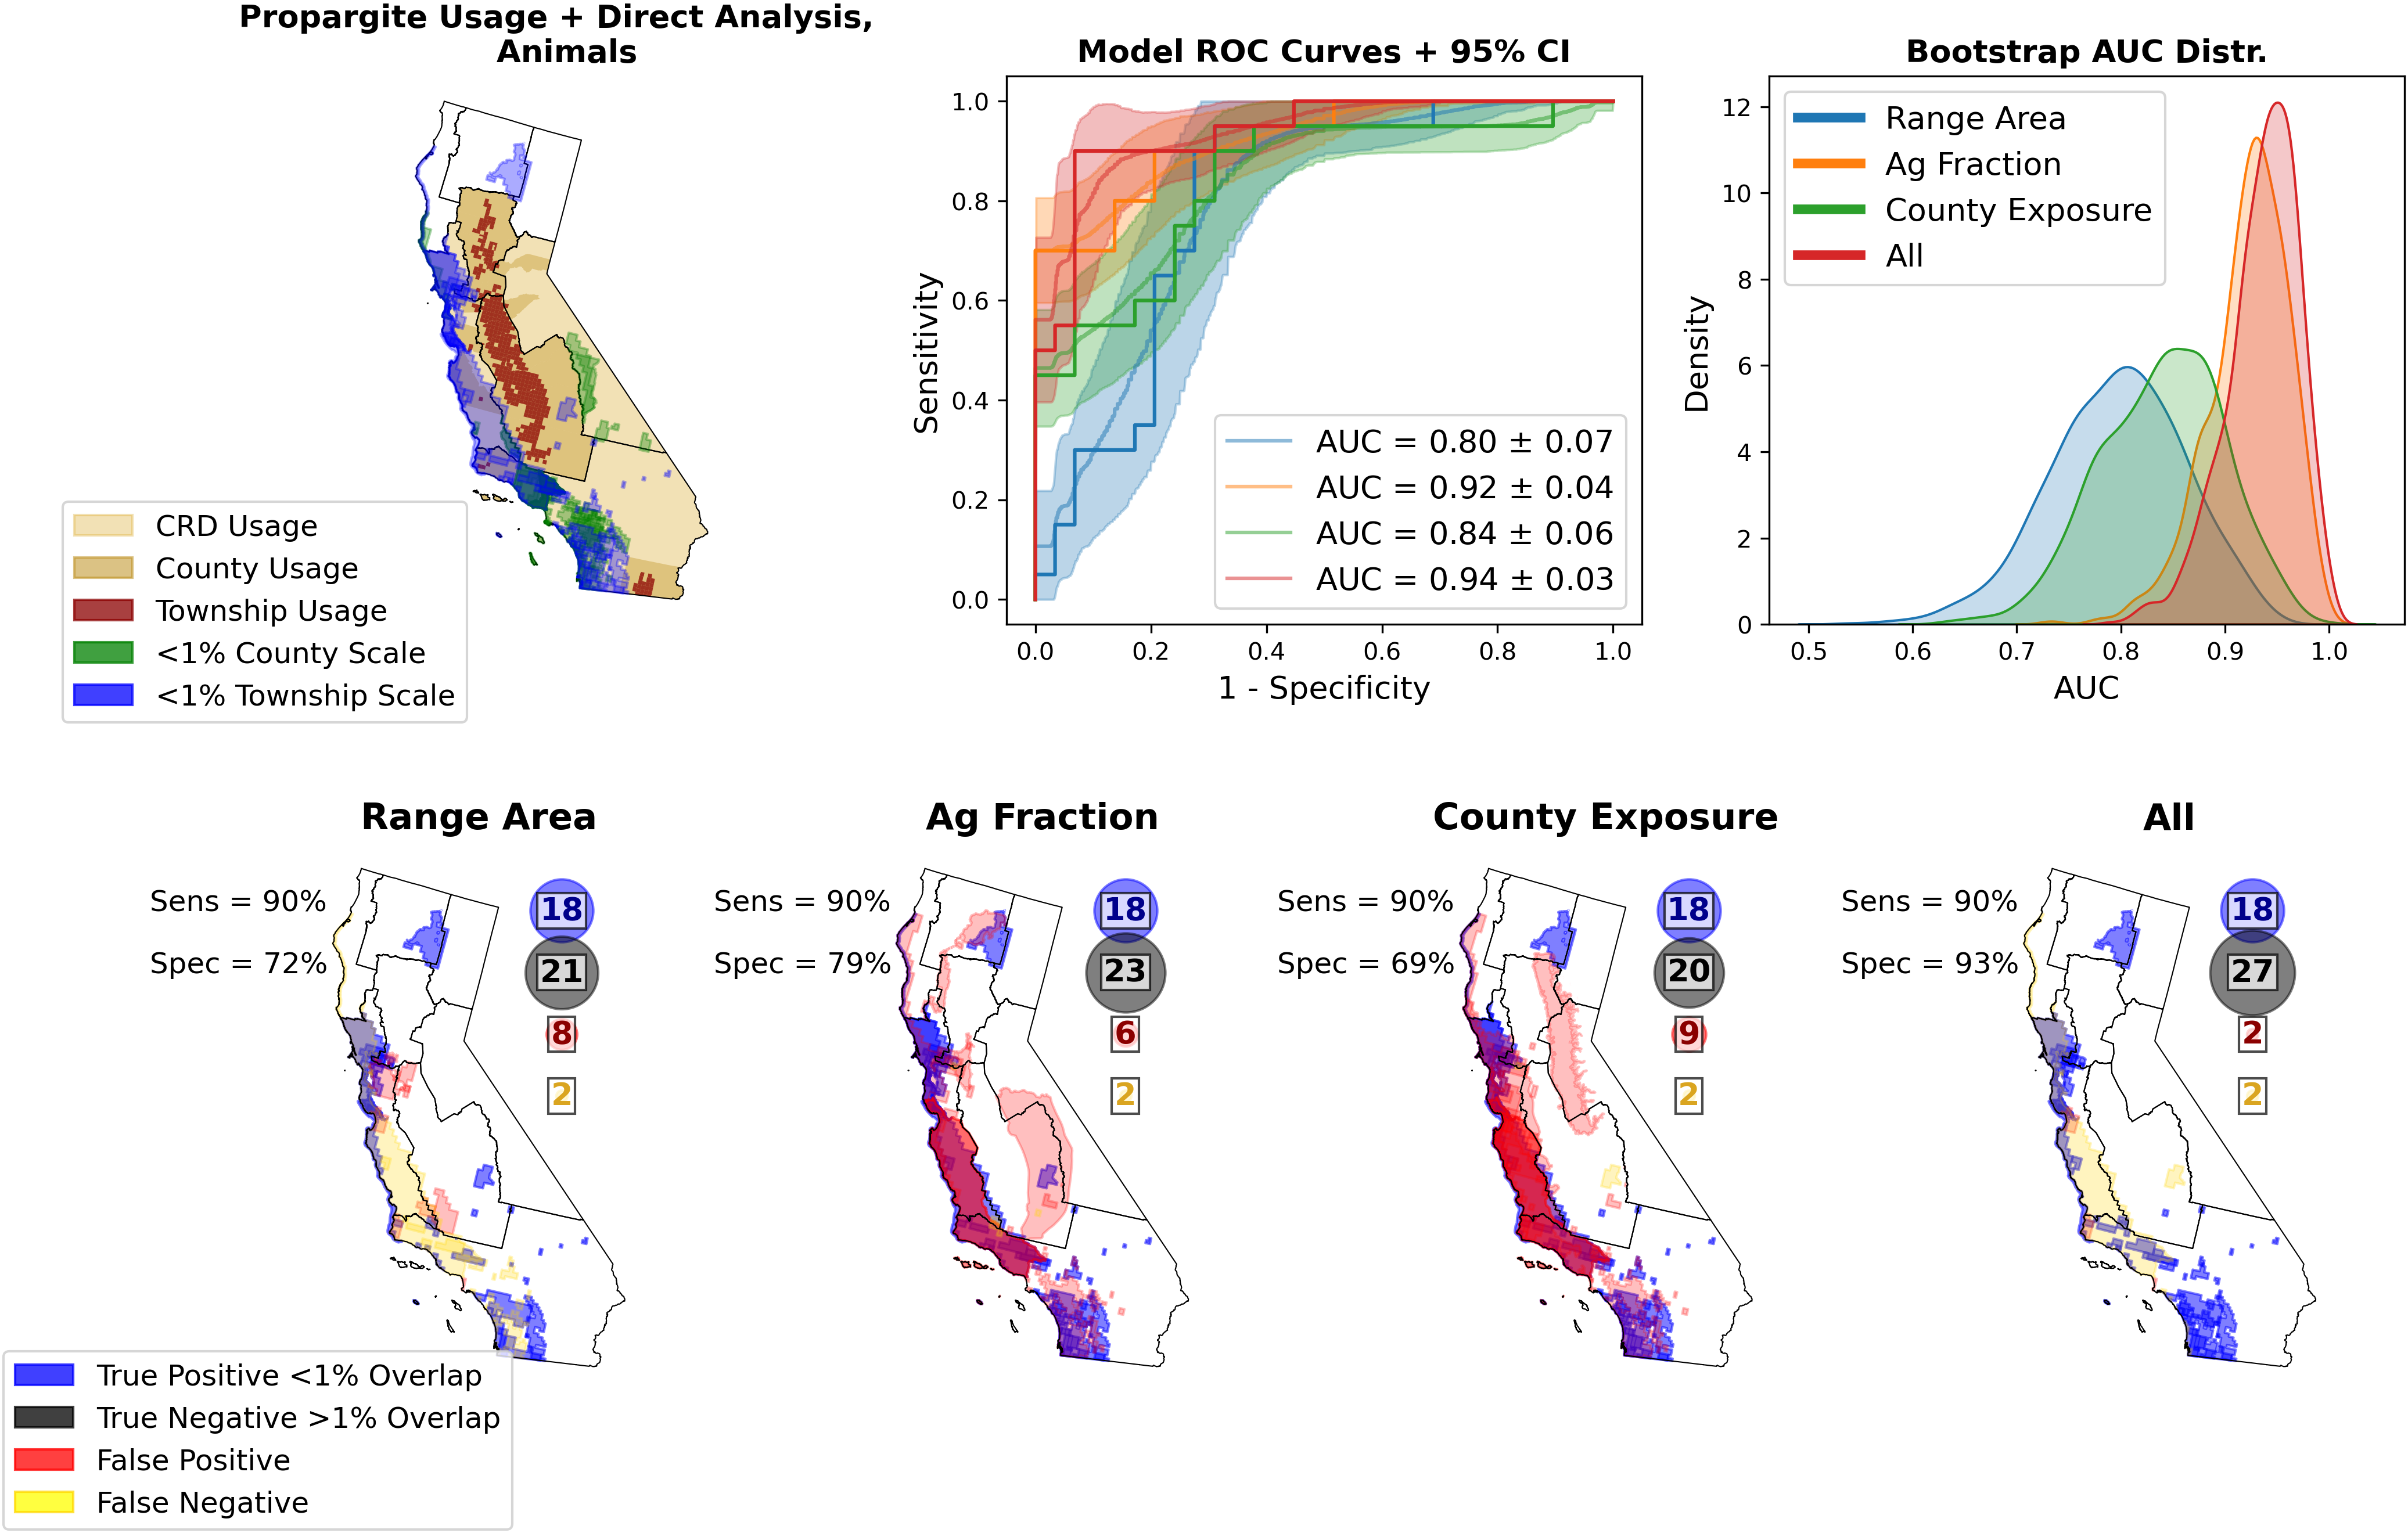 Propargite Usage + Direct Analysis,
Animals
CRD Usage
County Usage
Township Usage
<1% County Scale
<1% Township Scale
Model ROC Curves + 95% CI
Sensitivity
1.0
0.8
0.6
0.4
0.2
0.0
AUC = 0.80 ± 0.07
AUC = 0.92 ± 0.04
AUC = 0.84 ± 0.06
AUC = 0.94 ± 0.03
0.0 0.2 0.4 0.6 0.8 1.0
1 - Specificity
Bootstrap AUC Distr.
Density
12
10
8
6
4
2
0
Range Area
Ag Fraction
County Exposure
All
0.5 0.6 0.7 0.8 0.9 1.0
AUC
Range Area
Sens = 90%
Spec = 72%
18
21
8
2
Ag Fraction
Sens = 90%
Spec = 79%
18
23
6
2
County Exposure
Sens = 90%
Spec = 69%
18
20
9
2
All
Sens = 90%
Spec = 93%
18
27
2
2
True Positive <1% Overlap
True Negative >1% Overlap
False Positive
False Negative